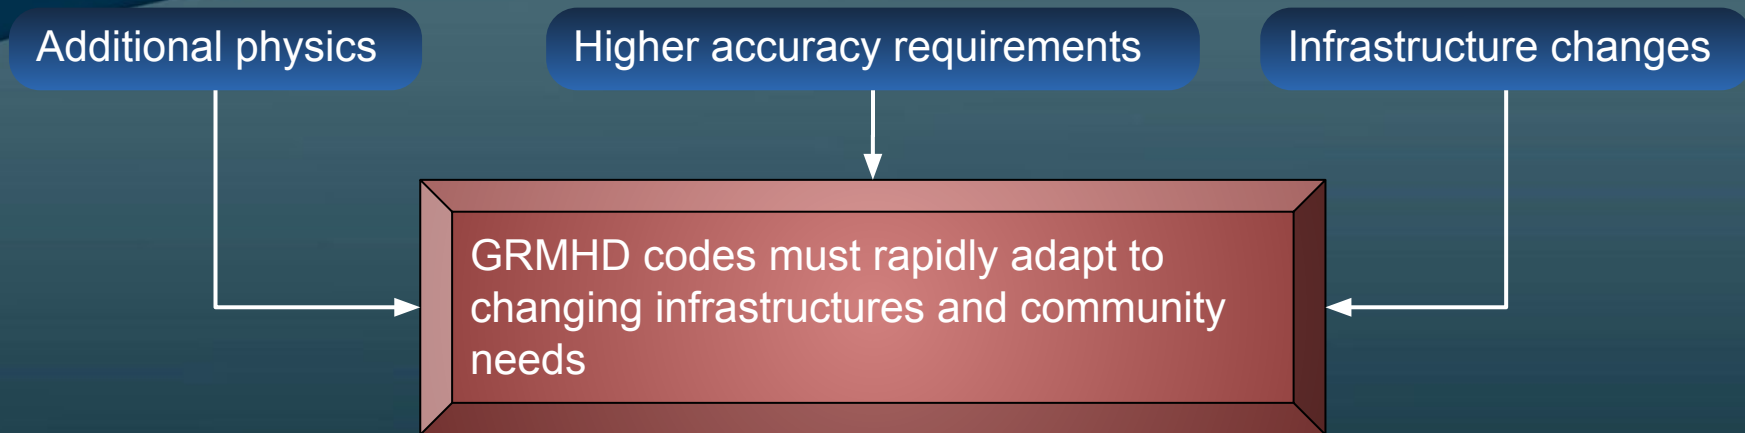 Additional physics
Higher accuracy requirements
Infrastructure changes
GRMHD codes must rapidly adapt to
changing infrastructures and community
needs